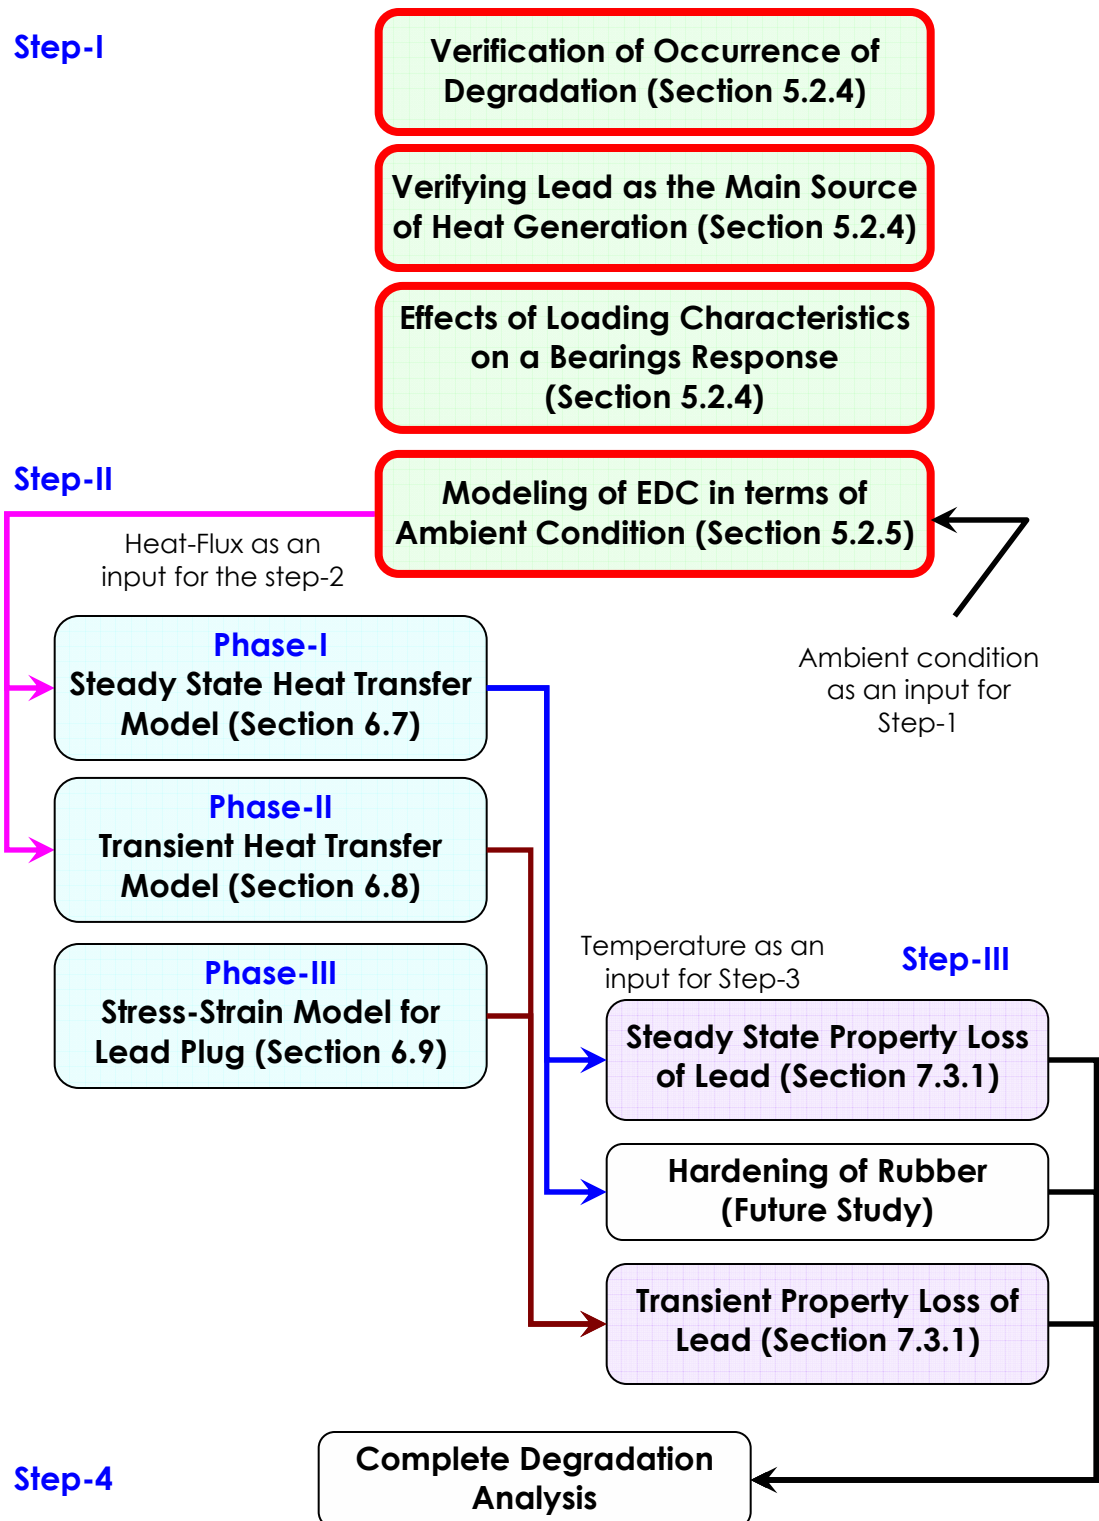 Step-I
Verification of Occurrence of
Degradation (Section 5.2.4)
Verifying Lead as the Main Source
of Heat Generation (Section 5.2.4)
Effects of Loading Characteristics
on a Bearings Response
(Section 5.2.4)
Step-II
Modeling of EDC in terms of
Ambient Condition (Section 5.2.5)
Heat-Flux as an
input for the step-2
Ambient condition
as an input for
Step-1
Phase-I
Steady State Heat Transfer
Model (Section 6.7)
Phase-II
Transient Heat Transfer
Model (Section 6.8)
Phase-III
Stress-Strain Model for
Lead Plug (Section 6.9)
Temperature as an
input for Step-3
Step-III
Steady State Property Loss
of Lead (Section 7.3.1)
Hardening of Rubber
(Future Study)
Transient Property Loss of
Lead (Section 7.3.1)
Step-4
Complete Degradation
Analysis